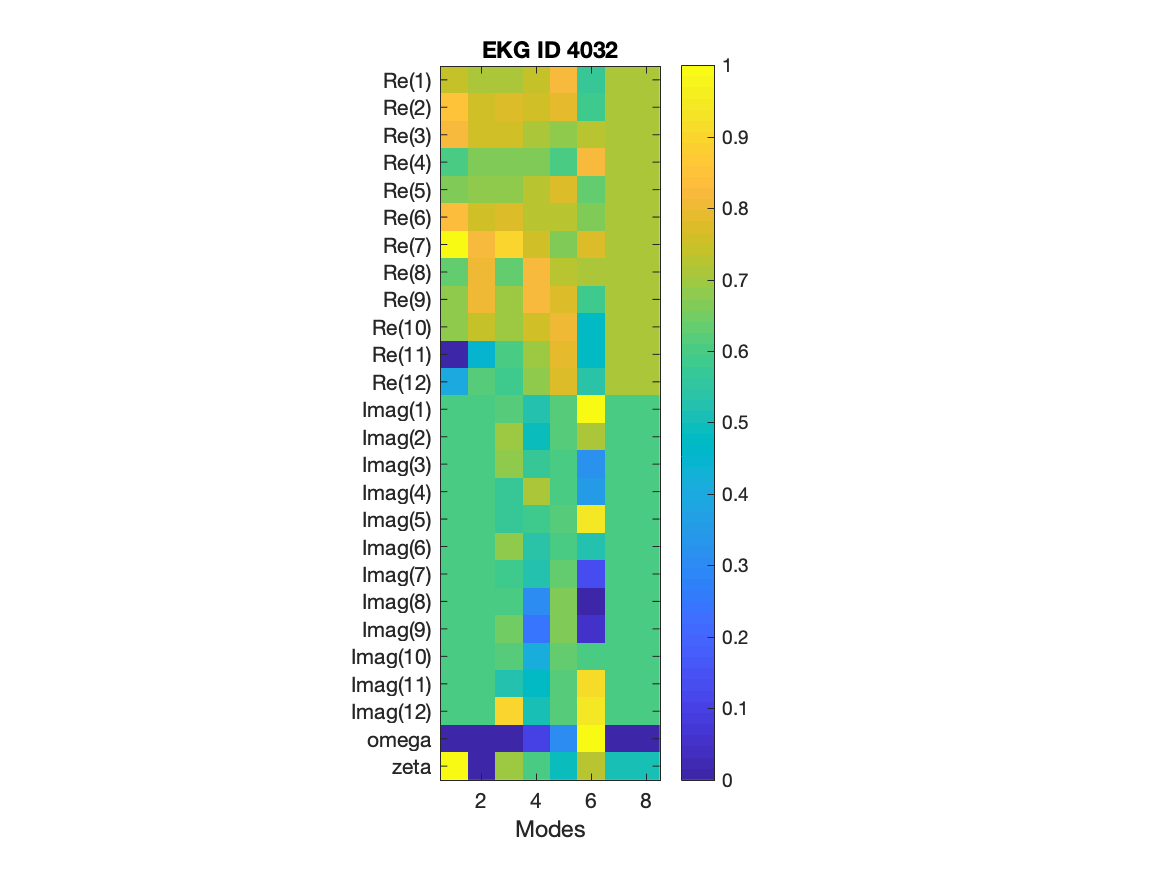 EKG ID 4032
Re(1)
Re(2)
Re(3)
Re(4)
Re(5)
Re(6)
Re(7)
Re(8)
Re(9)
Re(10)
Re(11)
Re(12)
Imag(1)
Imag(2)
Imag(3)
Imag(4)
Imag(5)
Imag(6)
Imag(7)
Imag(8)
Imag(9)
Imag(10)
Imag(11)
Imag(12)
omega
zeta
2 4 6 8
Modes
1
0.9
0.8
0.7
0.6
0.5
0.4
0.3
0.2
0.1
0